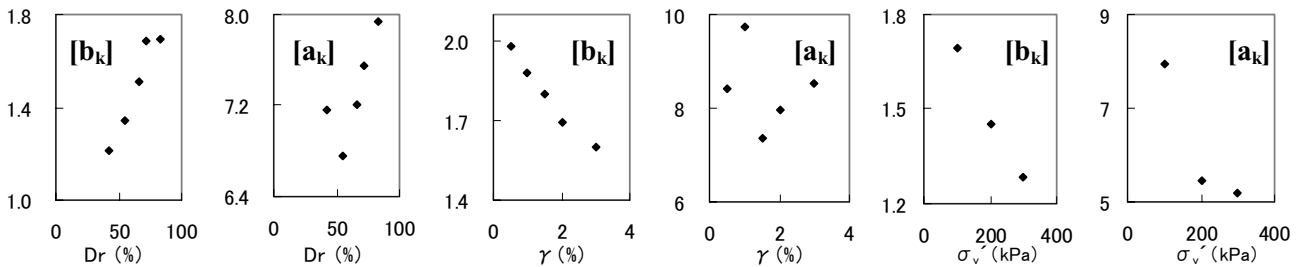 1.8
1.4
1.0
[bk]
0 50 100
Dr (%)
8.0
7.2
6.4
[ak]
0 50 100
Dr (%)
2.0
1.7
1.4
[bk]
0 2 4
γ (%)
10
8
6
[ak]
0 2 4
γ (%)
1.8
1.5
1.2
[bk]
0 200 400
σv′ (kPa)
9
7
5
[ak]
0 200 400
σv′ (kPa)